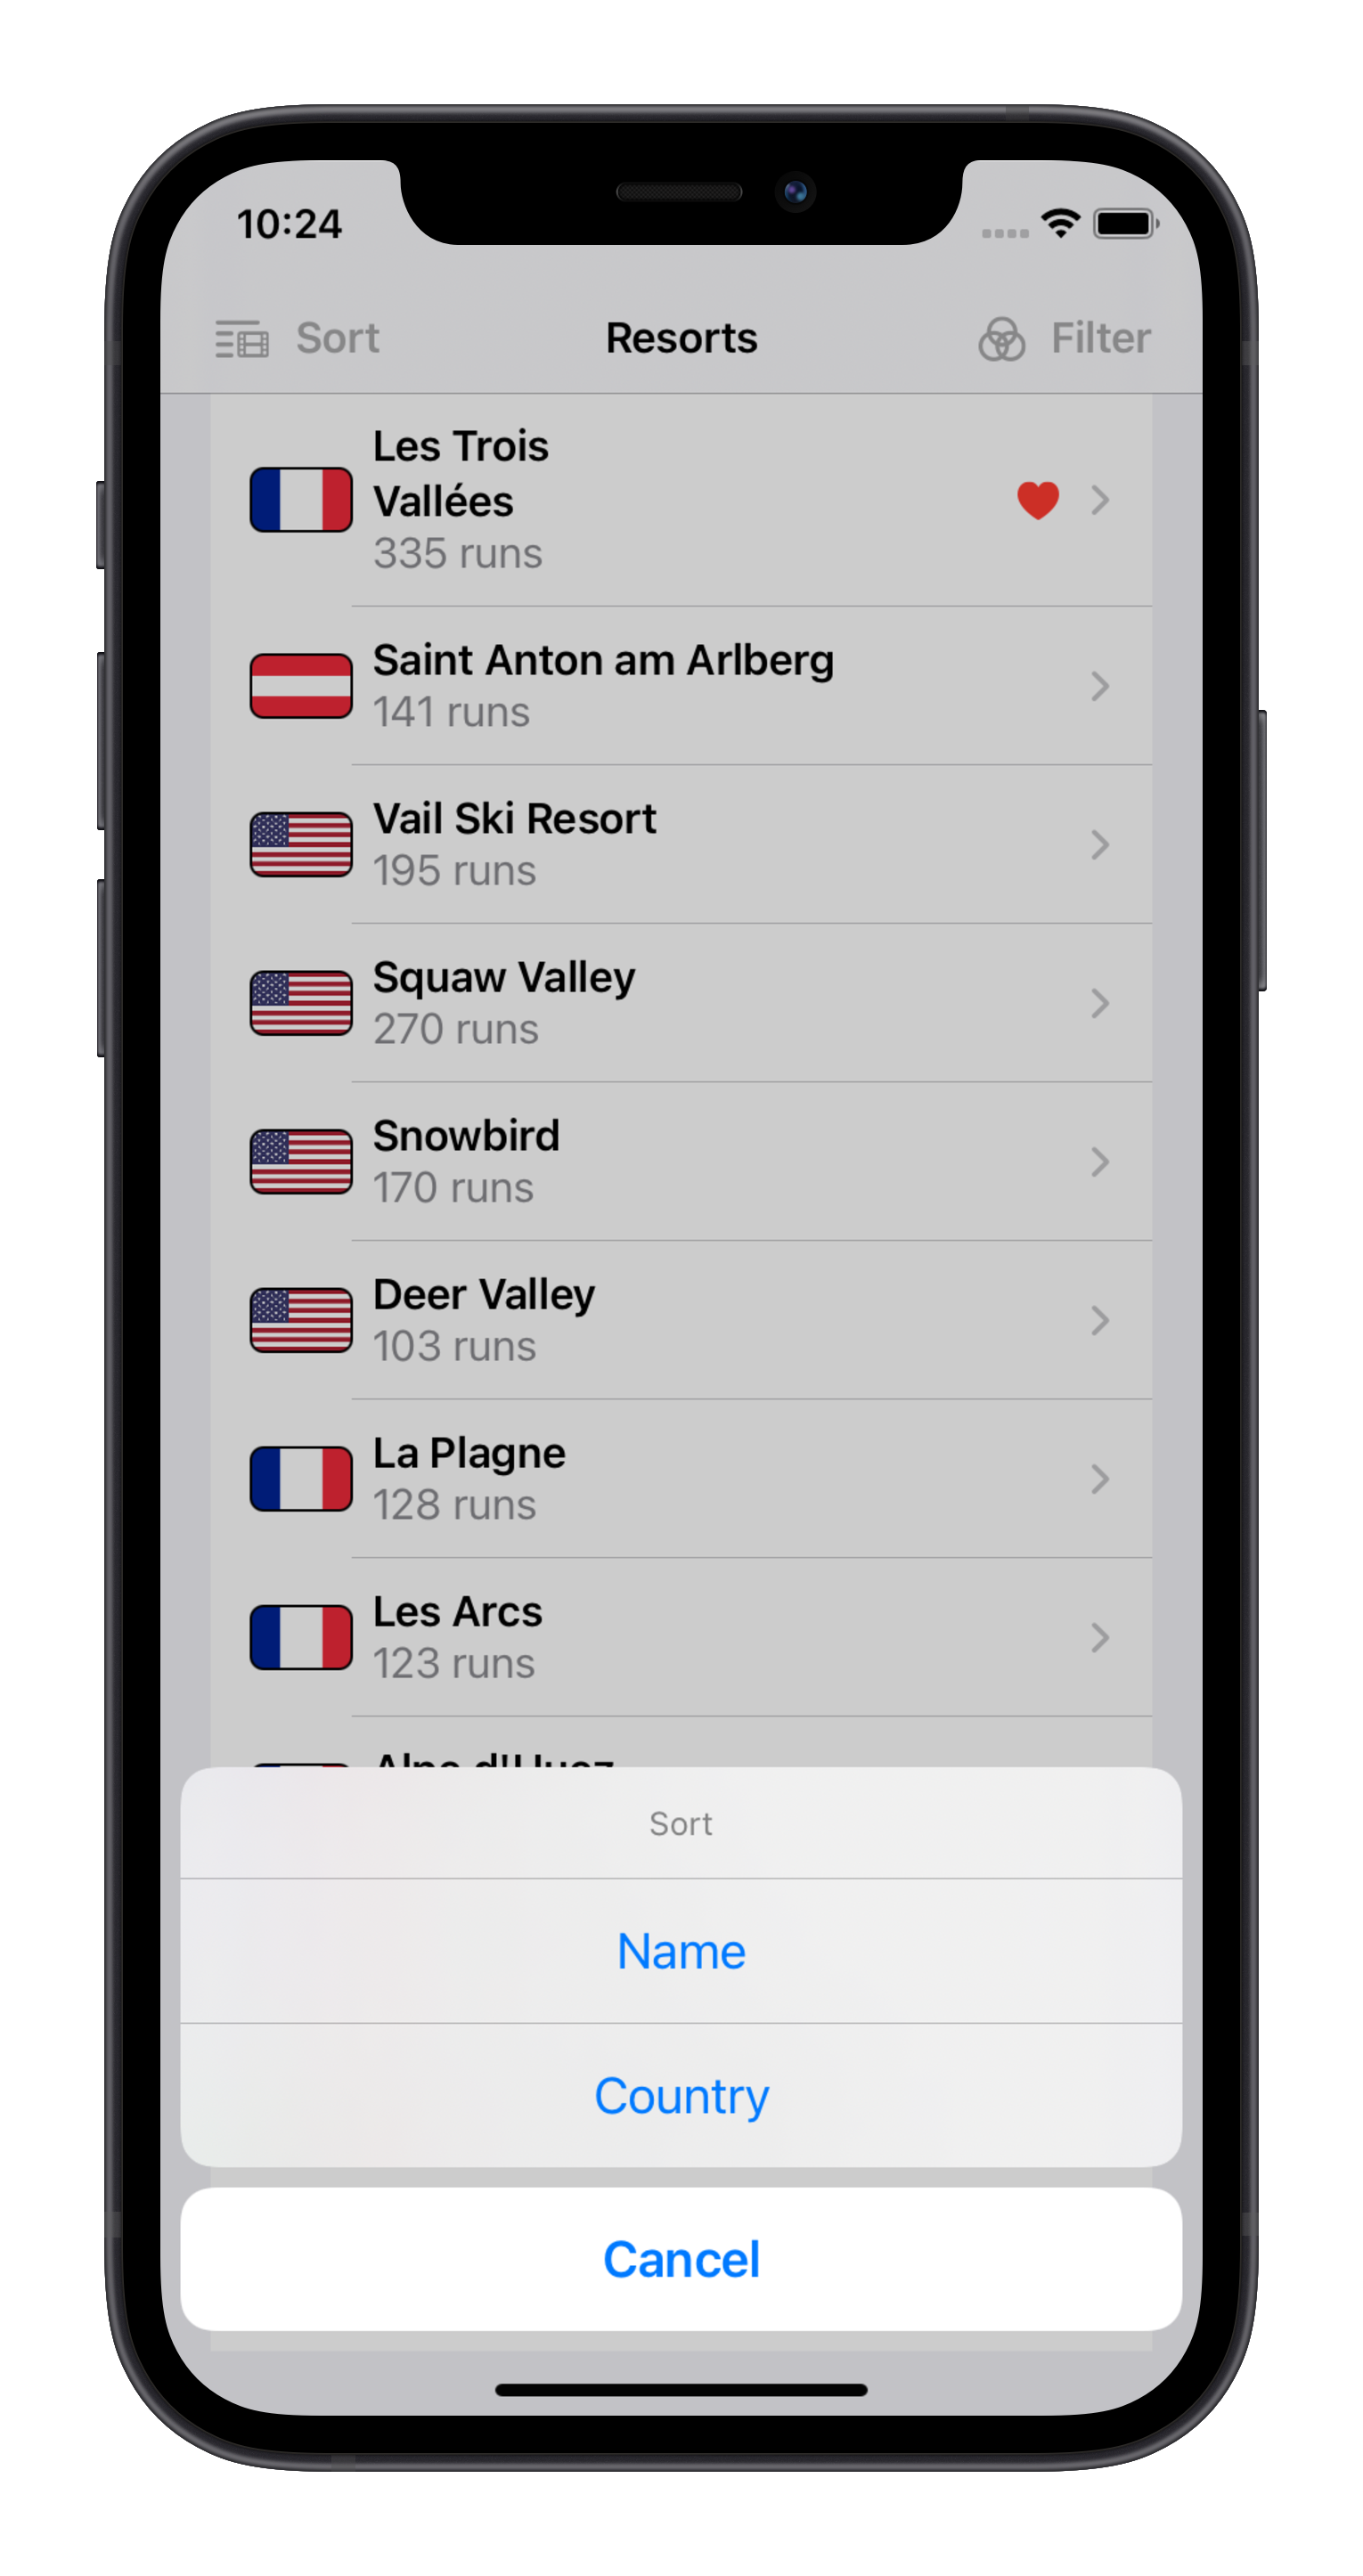 10:24
Sort
Resorts
Filter
Les Trois
Vallées
335 runs
Saint Anton am Arlberg
141 runs
Vail Ski Resort
195 runs
Squaw Valley
270 runs
Snowbird
170 runs
Deer Valley
103 runs
La Plagne
128 runs
Les Arcs
123 runs
Alpe d'Huez
Sort
Name
Country
Cancel